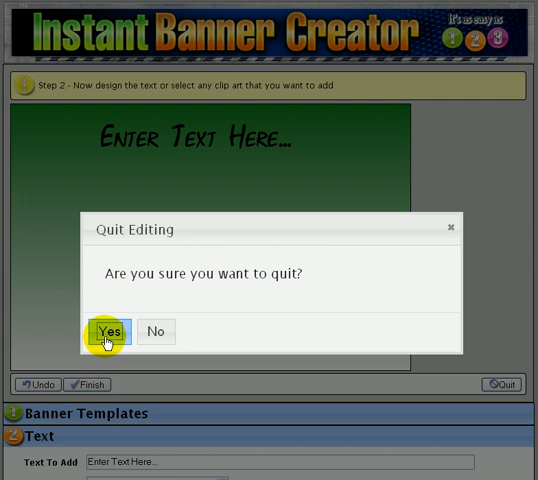 Instant Banner Creator
It's as easy as
1 2 3
Step 2 - Now design the text or select any clip art that you want to add
Enter Text Here...
Quit Editing
Are you sure you want to quit?
Yes No
Undo Finish Quit
1 Banner Templates
2 Text
Text To Add Enter Text Here...